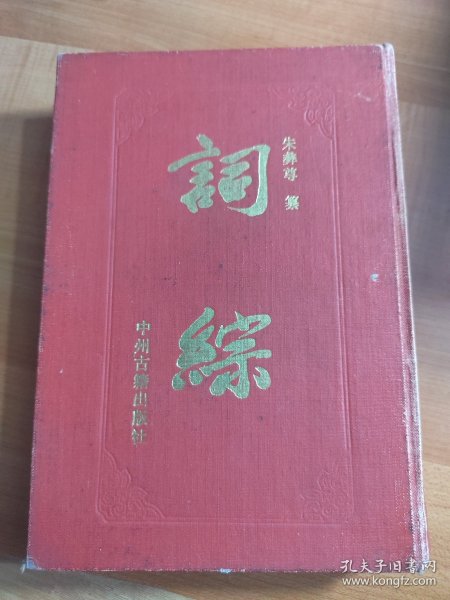 朱彝尊 纂
詞綜
中州古籍出版社
孔夫子旧书网
www.kongfz.com